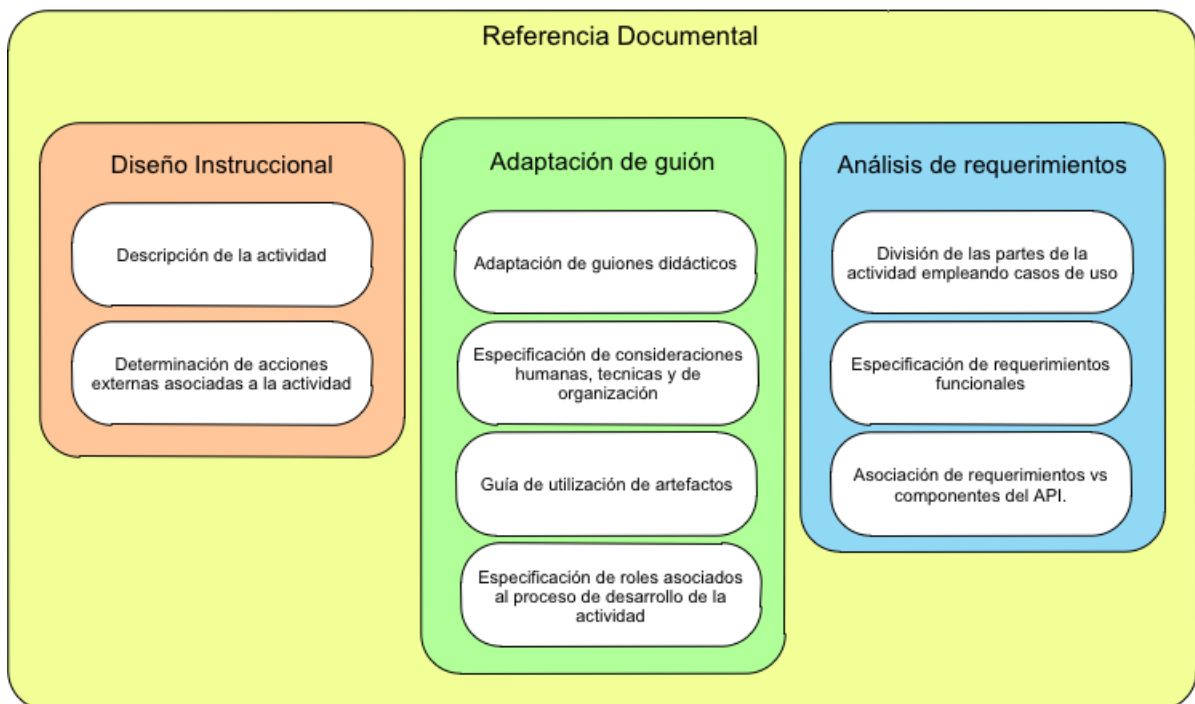 Referencia Documental
Diseño Instruccional
Descripción de la actividad
Determinación de acciones
externas asociadas a la actividad
Adaptación de guión
Adaptación de guiones didácticos
Especificación de consideraciones
humanas, tecnicas y de
organización
Guía de utilización de artefactos
Especificación de roles asociados
al proceso de desarrollo de la
actividad
Análisis de requerimientos
División de las partes de la
actividad empleando casos de uso
Especificación de requerimientos
funcionales
Asociación de requerimientos vs
componentes del API.